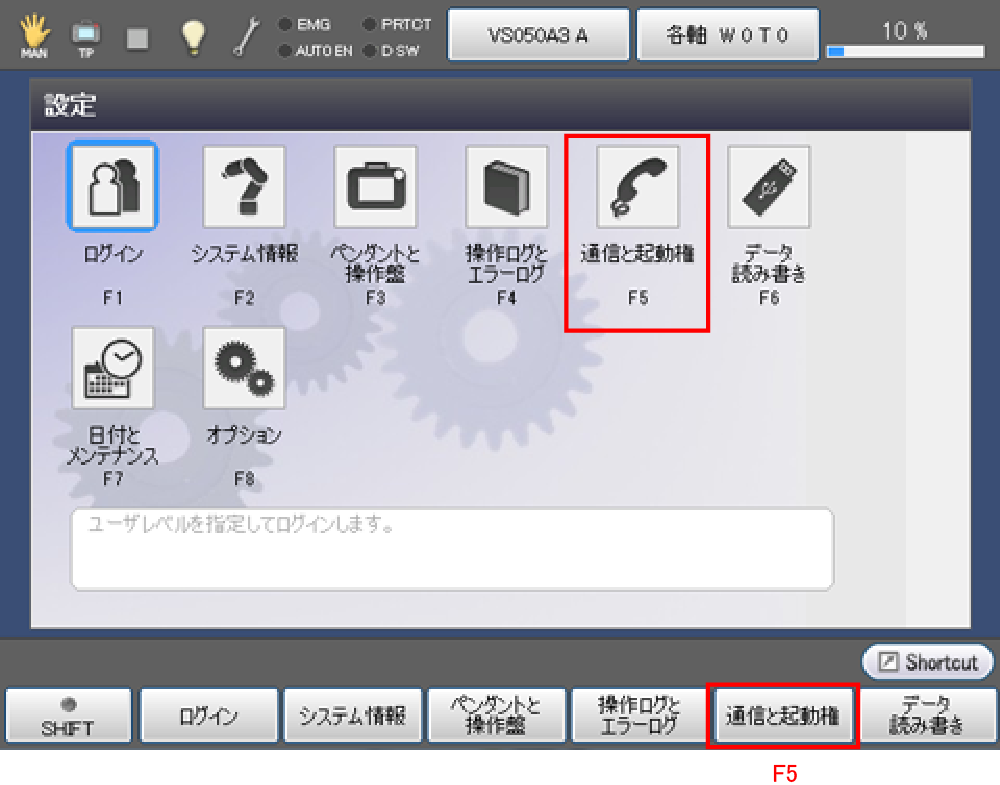 MAN
TP
EMG
PRTCT
AUTO EN
D SW
VS050A3 A
各軸 W0T0
10 %
設定
ログイン
F1
システム情報
F2
ペンダントと
操作盤
F3
操作ログと
エラーログ
F4
通信と起動権
F5
データ
読み書き
F6
日付と
メンテナンス
F7
オプション
F8
ユーザレベルを指定してログインします。
Shortcut
SHIFT
ログイン
システム情報
ペンダントと
操作盤
操作ログと
エラーログ
通信と起動権
データ
読み書き
F5